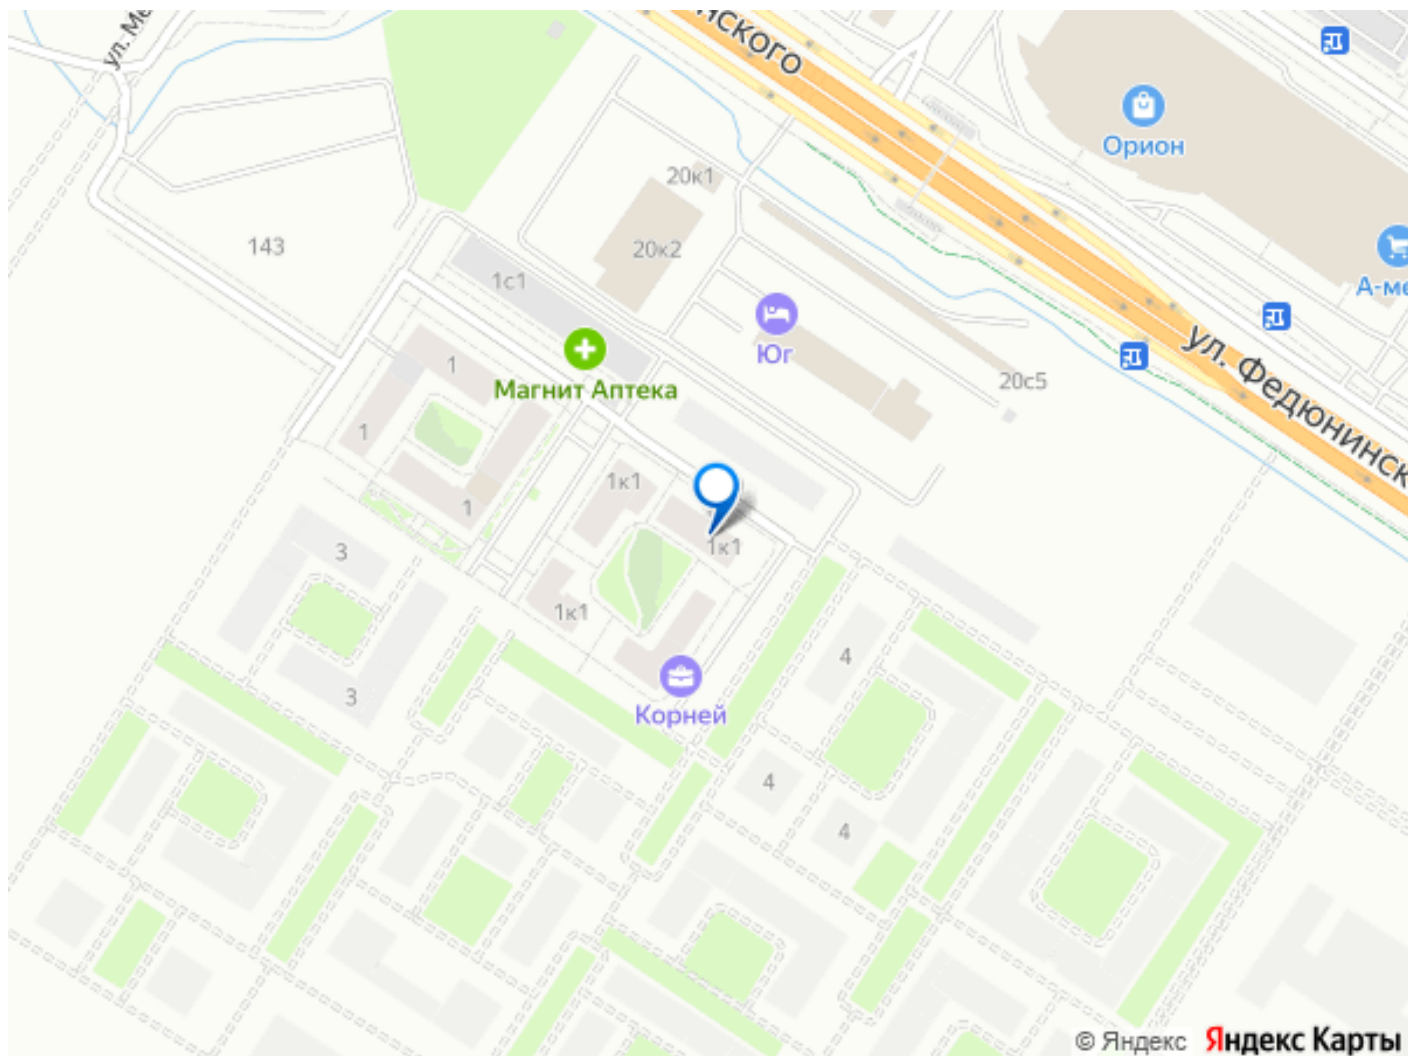 нского
ул. Ме
Орион
20к1
143
20к2
А-ме
1с1
Юг
ул. Федюнинск
1
Магнит Аптека
20с5
1
1к1
1
1к1
3
1к1
4
3
Корней
4
4
© Яндекс Яндекс Карты